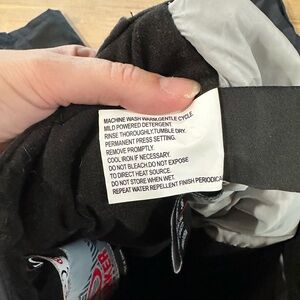 MACHINE WASH WARM,GENTLE CYCLE
MILD POWDERED DETERGENT.
RINSE THOROUGHLY,TUMBLE DRY.
PERMANENT PRESS SETTING.
REMOVE PROMPTLY.
COOL IRON IF NECESSARY.
DO NOT BLEACH.DO NOT EXPOSE
TO DIRECT HEAT SOURCE.
DO NOT STORE WHEN WET.
REPEAT WATER REPELLENT FINISH PERIODICA